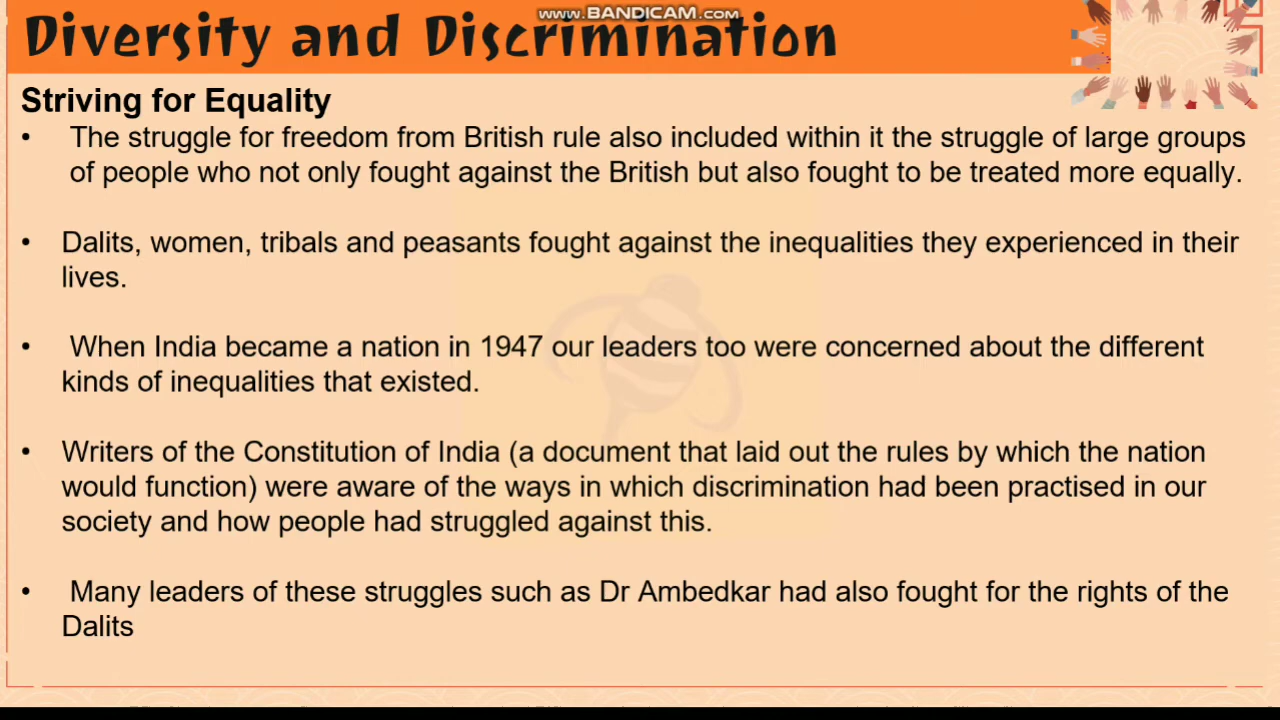 www.BANDICAM.com
Diversity and Discrimination
Striving for Equality
• The struggle for freedom from British rule also included within it the struggle of large groups
of people who not only fought against the British but also fought to be treated more equally.
• Dalits, women, tribals and peasants fought against the inequalities they experienced in their
lives.
• When India became a nation in 1947 our leaders too were concerned about the different
kinds of inequalities that existed.
• Writers of the Constitution of India (a document that laid out the rules by which the nation
would function) were aware of the ways in which discrimination had been practised in our
society and how people had struggled against this.
• Many leaders of these struggles such as Dr Ambedkar had also fought for the rights of the
Dalits